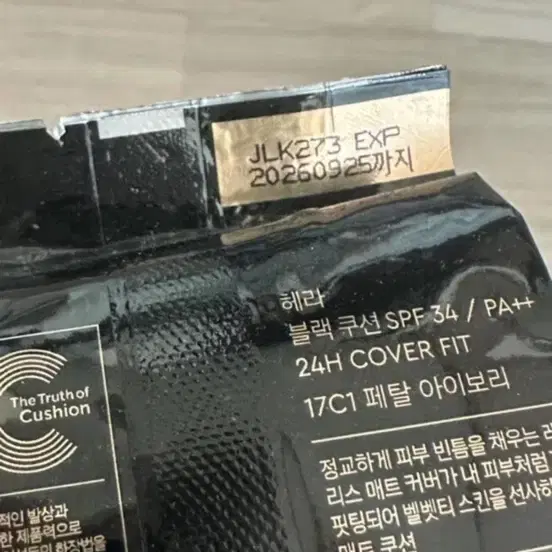 JLK273 EXP
20260925까지
헤라
블랙 쿠션 SPF 34 / PA++
24H COVER FIT
17C1 페탈 아이보리
The Truth of
Cushion
정교하게 피부 빈틈을 채우는
리스 매트 커버가 내 피부처럼
핏팅되어 벨벳티 스킨을 선사하
매트 쿠션
적인 발상과
한 제품력으로